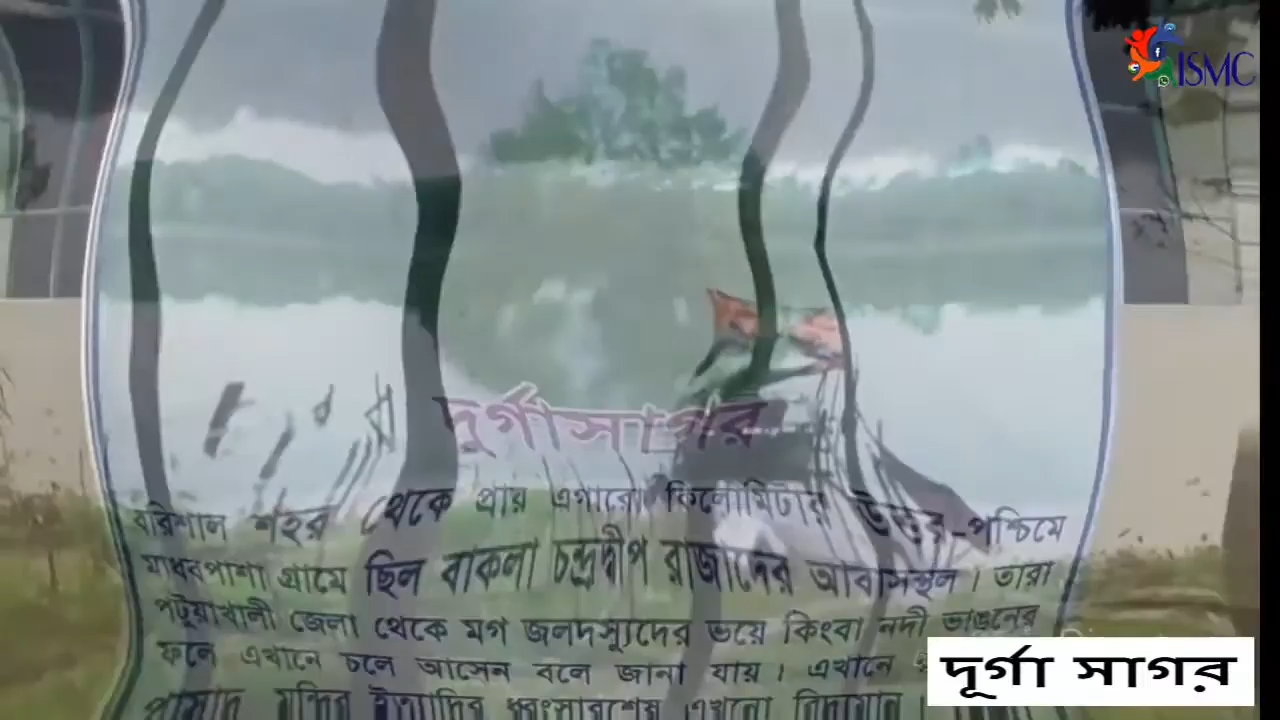 ISMC
দুর্গাসাগর
বরিশাল শহর থেকে প্রায় এগারো কিলোমিটার উত্তর-পশ্চিমে
মাধবপাশা গ্রামে ছিল বাকলা চন্দ্রদ্বীপ রাজাদের আবাসস্থল। তারা
পটুয়াখালী জেলা থেকে মগ জলদস্যুদের ভয়ে কিংবা নদী ভাঙনের
ফলে এখানে চলে আসেন বলে জানা যায়। এখানে
প্রাসাদ মন্দির ইত্যাদির ধ্বংসাবশেষ এখনো বিদ্যমান।
দূর্গা সাগর